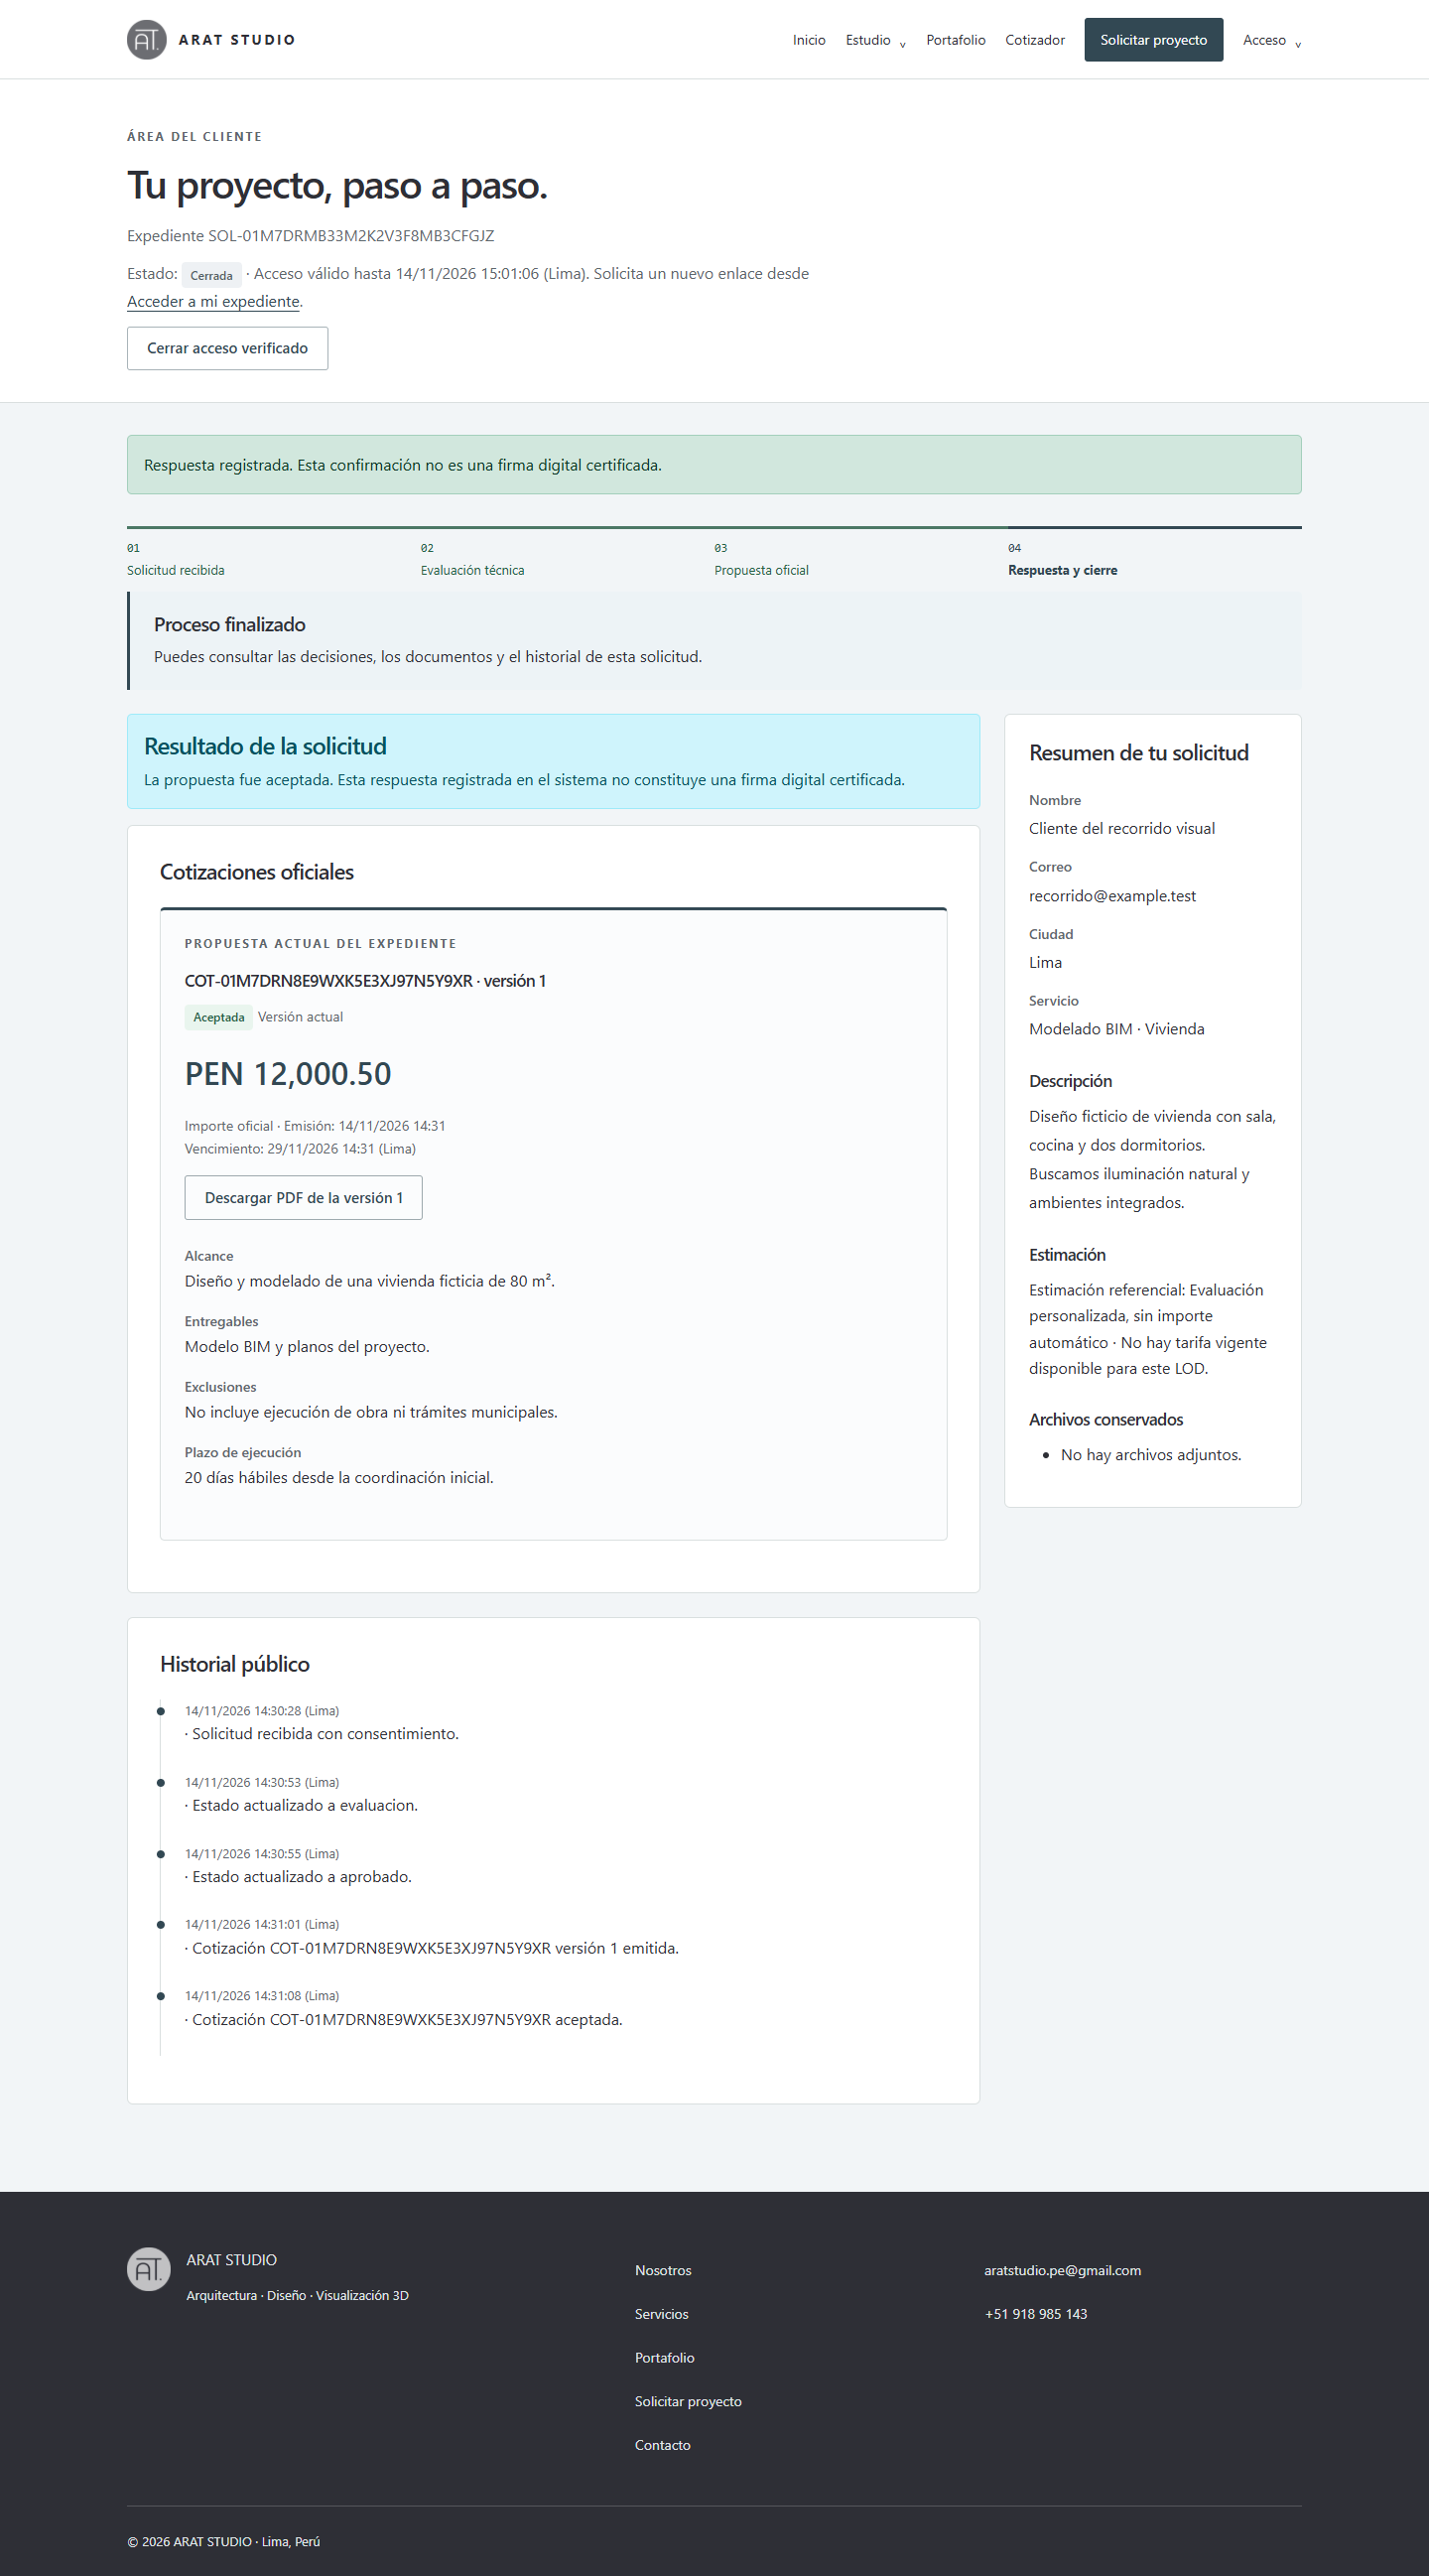 AT.
ARAT STUDIO
Inicio
Estudio v
Portafolio
Cotizador
Solicitar proyecto
Acceso v
ÁREA DEL CLIENTE
Tu proyecto, paso a paso.
Expediente SOL-01M7DRMB33M2K2V3F8MB3CFGJZ
Estado: Cerrada · Acceso válido hasta 14/11/2026 15:01:06 (Lima). Solicita un nuevo enlace desde
Acceder a mi expediente.
Cerrar acceso verificado
Respuesta registrada. Esta confirmación no es una firma digital certificada.
01
Solicitud recibida
02
Evaluación técnica
03
Propuesta oficial
04
Respuesta y cierre
Proceso finalizado
Puedes consultar las decisiones, los documentos y el historial de esta solicitud.
Resultado de la solicitud
La propuesta fue aceptada. Esta respuesta registrada en el sistema no constituye una firma digital certificada.
Cotizaciones oficiales
PROPUESTA ACTUAL DEL EXPEDIENTE
COT-01M7DRN8E9WXK5E3XJ97N5Y9XR · versión 1
Aceptada Versión actual
PEN 12,000.50
Importe oficial · Emisión: 14/11/2026 14:31
Vencimiento: 29/11/2026 14:31 (Lima)
Descargar PDF de la versión 1
Alcance
Diseño y modelado de una vivienda ficticia de 80 m².
Entregables
Modelo BIM y planos del proyecto.
Exclusiones
No incluye ejecución de obra ni trámites municipales.
Plazo de ejecución
20 días hábiles desde la coordinación inicial.
Resumen de tu solicitud
Nombre
Cliente del recorrido visual
Correo
recorrido@example.test
Ciudad
Lima
Servicio
Modelado BIM · Vivienda
Descripción
Diseño ficticio de vivienda con sala,
cocina y dos dormitorios.
Buscamos iluminación natural y
ambientes integrados.
Estimación
Estimación referencial: Evaluación
personalizada, sin importe
automático · No hay tarifa vigente
disponible para este LOD.
Archivos conservados
• No hay archivos adjuntos.
Historial público
14/11/2026 14:30:28 (Lima)
· Solicitud recibida con consentimiento.
14/11/2026 14:30:53 (Lima)
· Estado actualizado a evaluacion.
14/11/2026 14:30:55 (Lima)
· Estado actualizado a aprobado.
14/11/2026 14:31:01 (Lima)
· Cotización COT-01M7DRN8E9WXK5E3XJ97N5Y9XR versión 1 emitida.
14/11/2026 14:31:08 (Lima)
· Cotización COT-01M7DRN8E9WXK5E3XJ97N5Y9XR aceptada.
AT.
ARAT STUDIO
Arquitectura · Diseño · Visualización 3D
Nosotros
Servicios
Portafolio
Solicitar proyecto
Contacto
aratstudio.pe@gmail.com
+51 918 985 143
© 2026 ARAT STUDIO · Lima, Perú